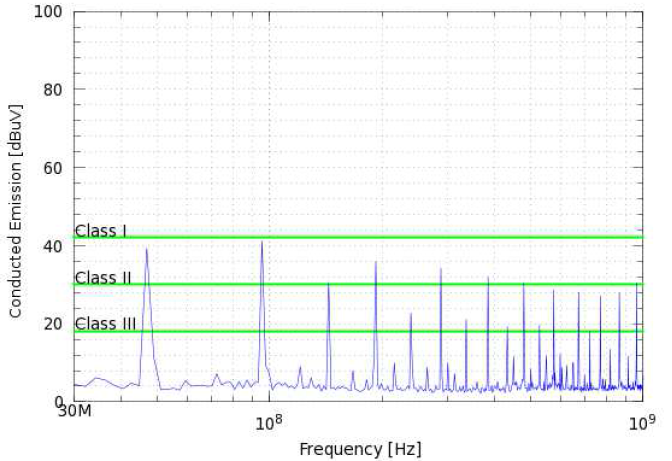 100
80
60
40
20
0
Conducted Emission [dBuV]
Class I
Class II
Class III
30M
10^8
10^9
Frequency [Hz]